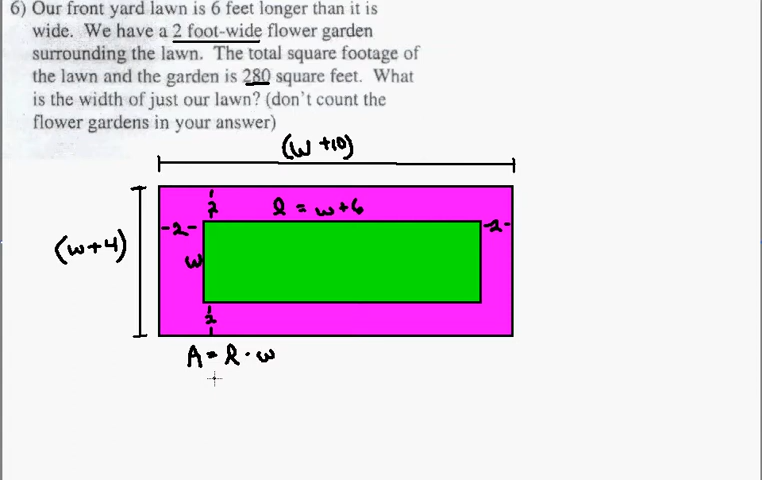 6) Our front yard lawn is 6 feet longer than it is
wide. We have a 2 foot-wide flower garden
surrounding the lawn. The total square footage of
the lawn and the garden is 280 square feet. What
is the width of just our lawn? (don't count the
flower gardens in your answer)
(W +10)
2
l = w+6
-2-
-2-
(w+4)
w
2
A = l · w